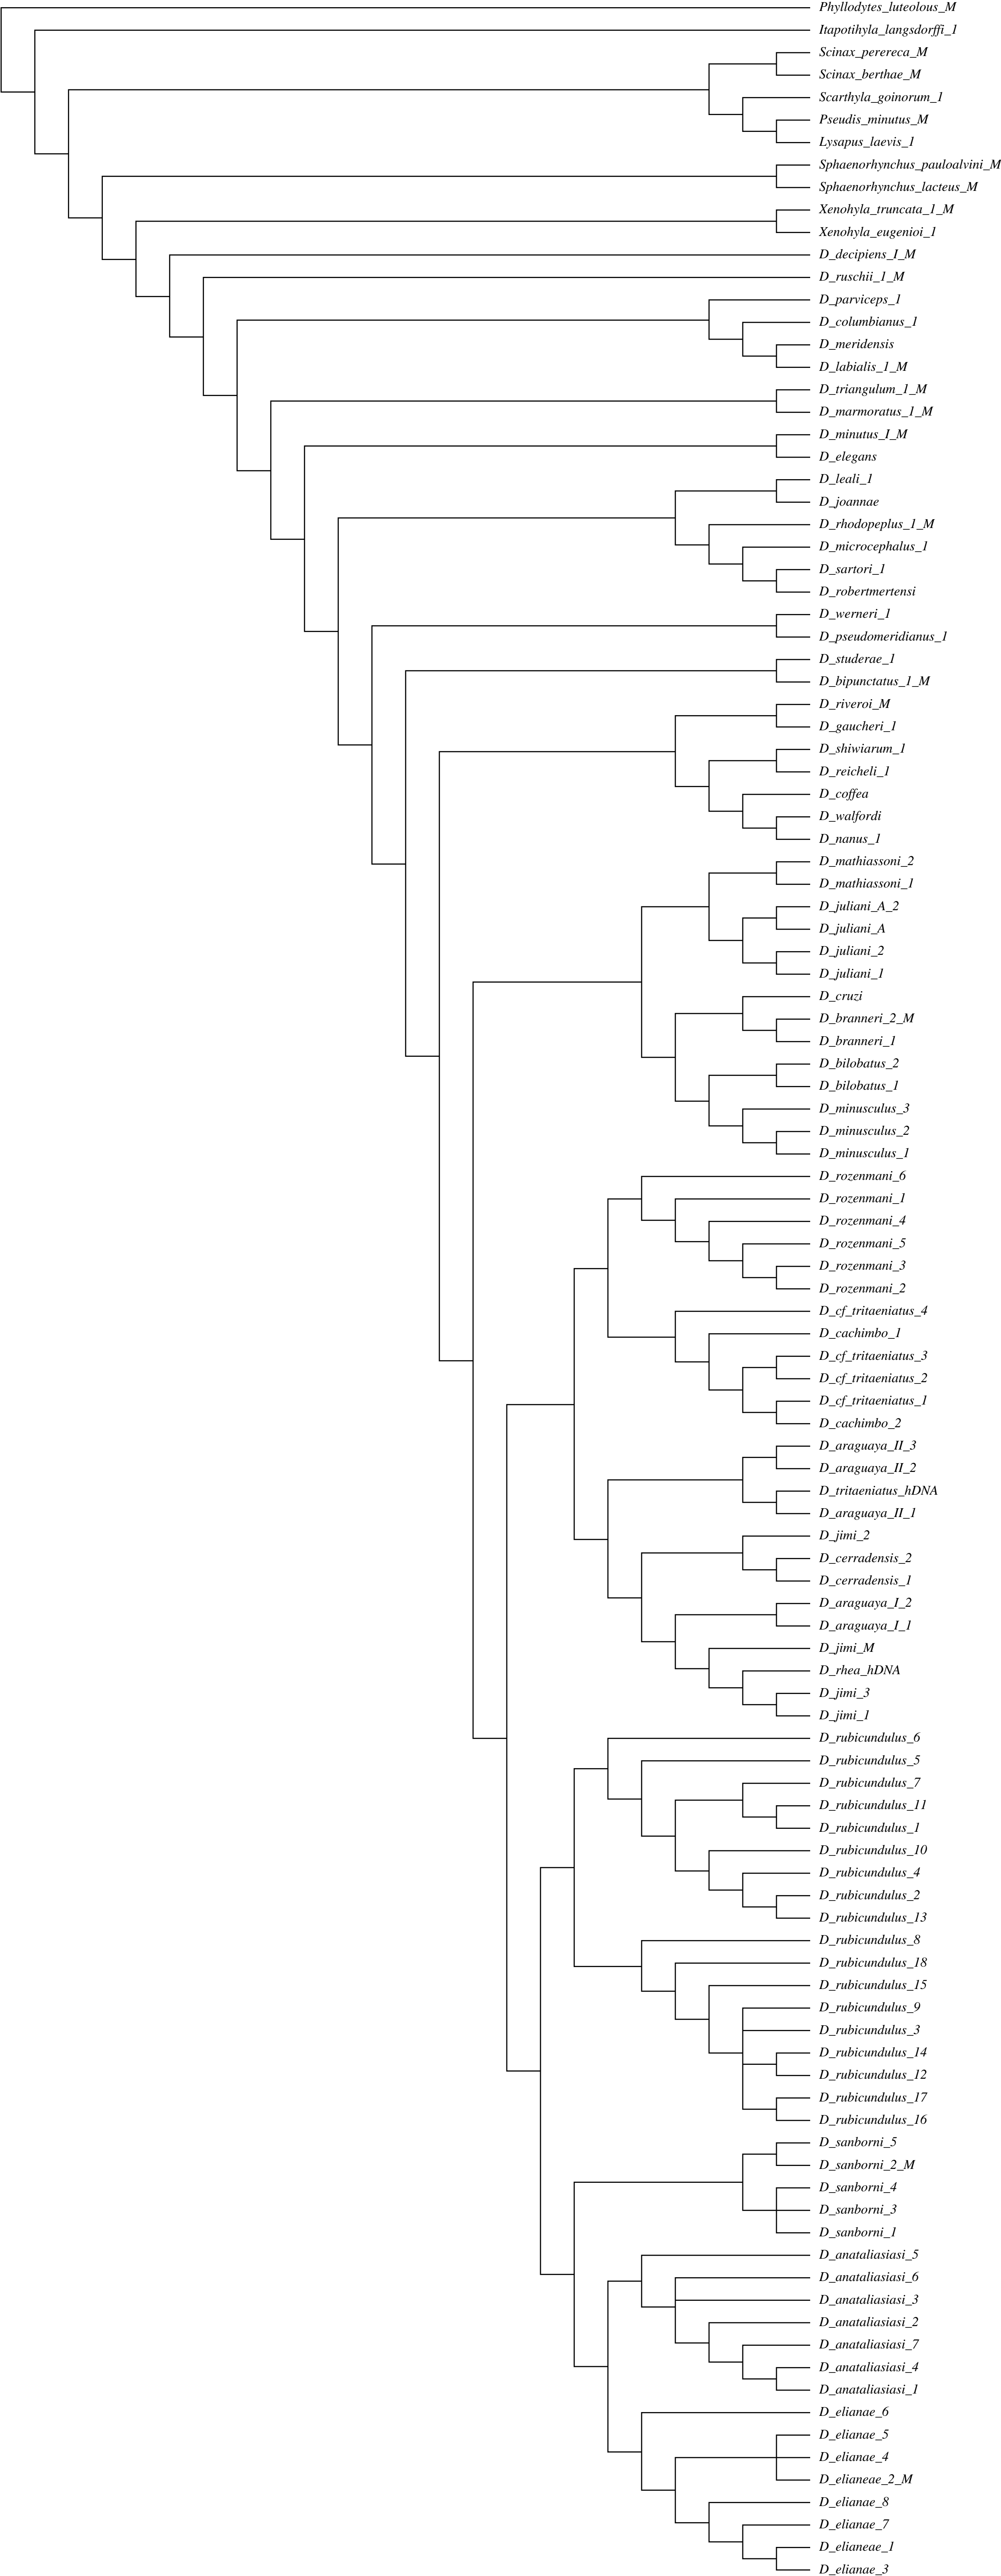 Phyllodytes_luteolous_M
Itapotihyla_langsdorffi_1
Scinax_perereca_M
Scinax_berthae_M
Scarthyla_goinorum_1
Pseudis_minutus_M
Lysapus_laevis_1
Sphaenorhynchus_pauloalvini_M
Sphaenorhynchus_lacteus_M
Xenohyla_truncata_1_M
Xenohyla_eugenioi_1
D_decipiens_I_M
D_ruschii_1_M
D_parviceps_1
D_columbianus_1
D_meridensis
D_labialis_1_M
D_triangulum_1_M
D_marmoratus_1_M
D_minutus_I_M
D_elegans
D_leali_1
D_joannae
D_rhodopeplus_1_M
D_microcephalus_1
D_sartori_1
D_robertmertensi
D_werneri_1
D_pseudomeridianus_1
D_studerae_1
D_bipunctatus_1_M
D_riveroi_M
D_gaucheri_1
D_shiwiarum_1
D_reicheli_1
D_coffea
D_walfordi
D_nanus_1
D_mathiassoni_2
D_mathiassoni_1
D_juliani_A_2
D_juliani_A
D_juliani_2
D_juliani_1
D_cruzi
D_branneri_2_M
D_branneri_1
D_bilobatus_2
D_bilobatus_1
D_minusculus_3
D_minusculus_2
D_minusculus_1
D_rozenmani_6
D_rozenmani_1
D_rozenmani_4
D_rozenmani_5
D_rozenmani_3
D_rozenmani_2
D_cf_tritaeniatus_4
D_cachimbo_1
D_cf_tritaeniatus_3
D_cf_tritaeniatus_2
D_cf_tritaeniatus_1
D_cachimbo_2
D_araguaya_II_3
D_araguaya_II_2
D_tritaeniatus_hDNA
D_araguaya_II_1
D_jimi_2
D_cerradensis_2
D_cerradensis_1
D_araguaya_I_2
D_araguaya_I_1
D_jimi_M
D_rhea_hDNA
D_jimi_3
D_jimi_1
D_rubicundulus_6
D_rubicundulus_5
D_rubicundulus_7
D_rubicundulus_11
D_rubicundulus_1
D_rubicundulus_10
D_rubicundulus_4
D_rubicundulus_2
D_rubicundulus_13
D_rubicundulus_8
D_rubicundulus_18
D_rubicundulus_15
D_rubicundulus_9
D_rubicundulus_3
D_rubicundulus_14
D_rubicundulus_12
D_rubicundulus_17
D_rubicundulus_16
D_sanborni_5
D_sanborni_2_M
D_sanborni_4
D_sanborni_3
D_sanborni_1
D_anataliasiasi_5
D_anataliasiasi_6
D_anataliasiasi_3
D_anataliasiasi_2
D_anataliasiasi_7
D_anataliasiasi_4
D_anataliasiasi_1
D_elianae_6
D_elianae_5
D_elianae_4
D_elianeae_2_M
D_elianae_8
D_elianae_7
D_elianeae_1
D_elianae_3